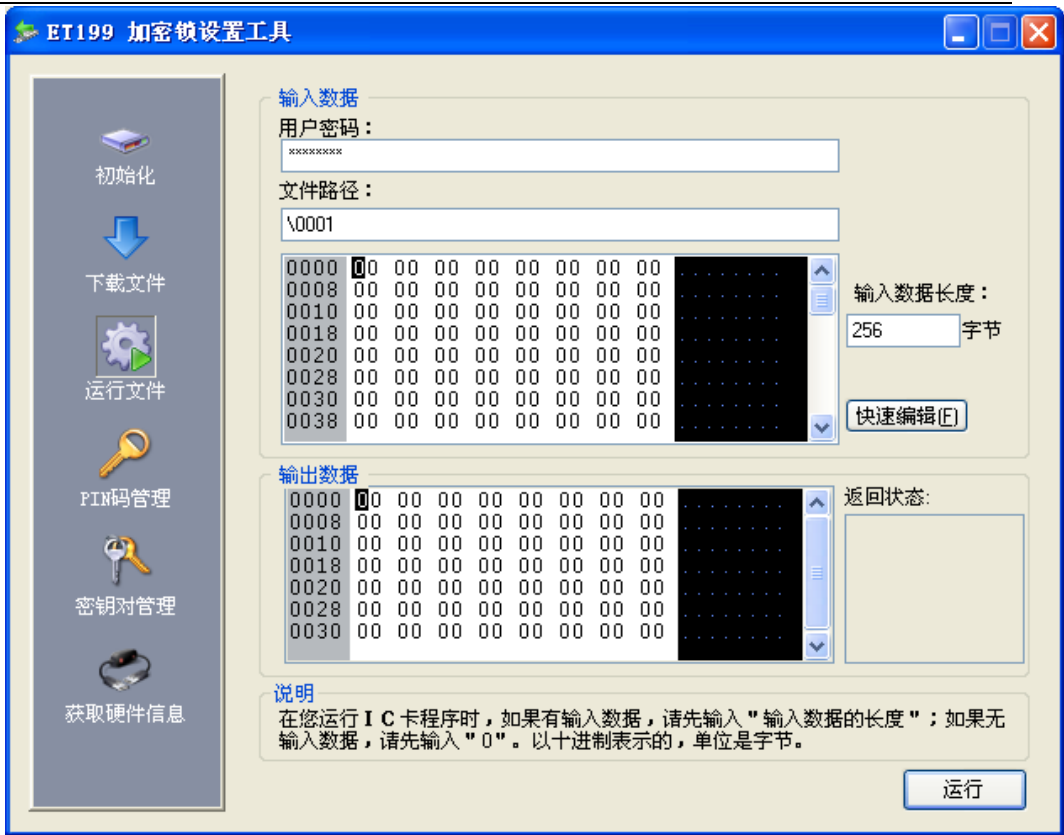 ET199 加密锁设置工具
初始化
下载文件
运行文件
PIN码管理
密钥对管理
获取硬件信息
输入数据
用户密码：
********
文件路径：
\0001
0000 00 00 00 00 00 00 00 00 ........
0008 00 00 00 00 00 00 00 00 ........
0010 00 00 00 00 00 00 00 00 ........
0018 00 00 00 00 00 00 00 00 ........
0020 00 00 00 00 00 00 00 00 ........
0028 00 00 00 00 00 00 00 00 ........
0030 00 00 00 00 00 00 00 00 ........
0038 00 00 00 00 00 00 00 00 ........
输入数据长度：
256 字节
快速编辑(F)
输出数据
0000 00 00 00 00 00 00 00 00 ........
0008 00 00 00 00 00 00 00 00 ........
0010 00 00 00 00 00 00 00 00 ........
0018 00 00 00 00 00 00 00 00 ........
0020 00 00 00 00 00 00 00 00 ........
0028 00 00 00 00 00 00 00 00 ........
0030 00 00 00 00 00 00 00 00 ........
返回状态:
说明
在您运行IC卡程序时，如果有输入数据，请先输入"输入数据的长度"；如果无
输入数据，请先输入"0"。以十进制表示的，单位是字节。
运行